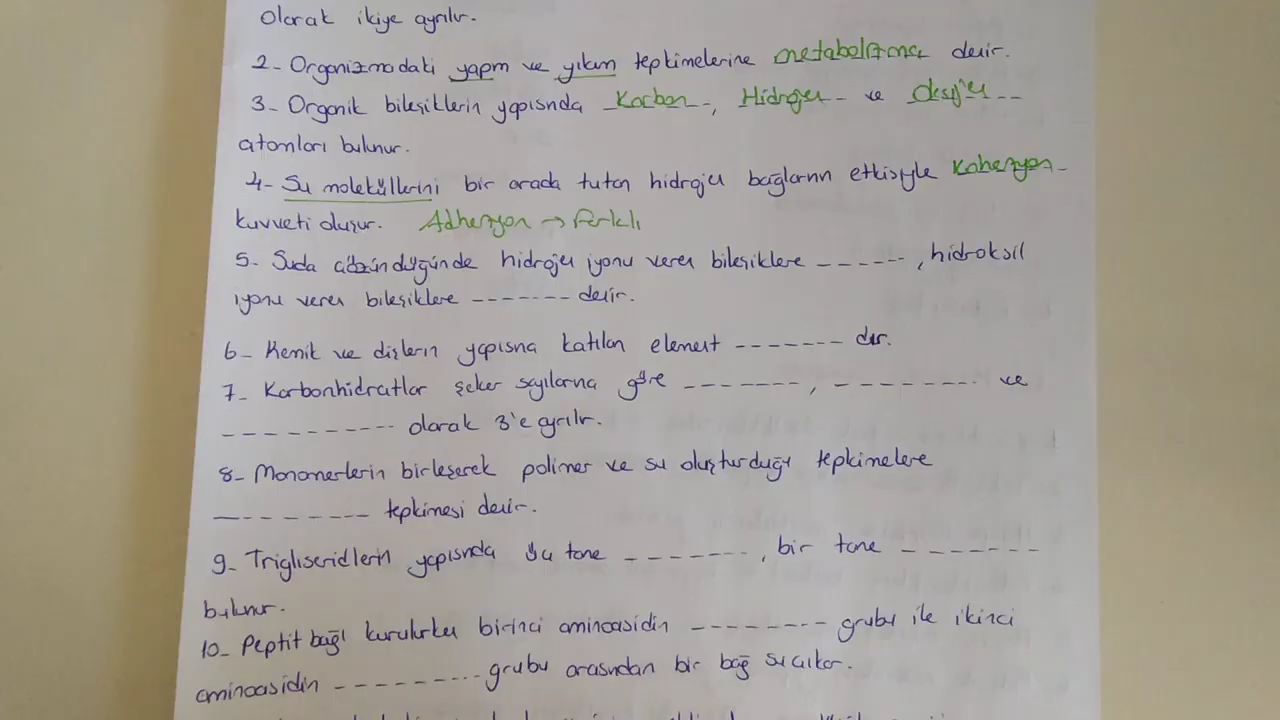 olarak ikiye ayrılır.
2- Organizmadaki yapım ve yıkım tepkimelerine metabolizma denir.
3- Organik bileşiklerin yapısında Karbon, Hidrojen ve Oksijen
atomları bulunur.
4- Su moleküllerini bir arada tutan hidrojen bağlarının etkisiyle Kohezyon
kuvveti oluşur. Adhezyon → Farklı
5- Suda çözündüğünde hidrojen iyonu veren bileşiklere ------, hidroksil
iyonu veren bileşiklere ------- denir.
6- Kemik ve dişlerin yapısına katılan element ------- dır.
7- Karbonhidratlar şeker sayılarına göre -------, -------- ve
---------- olarak 3'e ayrılır.
8- Monomerlerin birleşerek polimer ve su oluşturduğu tepkimelere
--------- tepkimesi denir.
9- Trigliseridlerin yapısında üç tane -------, bir tane -------
bulunur.
10- Peptit bağı kurulurken birinci aminoasidin -------- grubu ile ikinci
aminoasidin --------- grubu arasından bir bağ su çıkar.